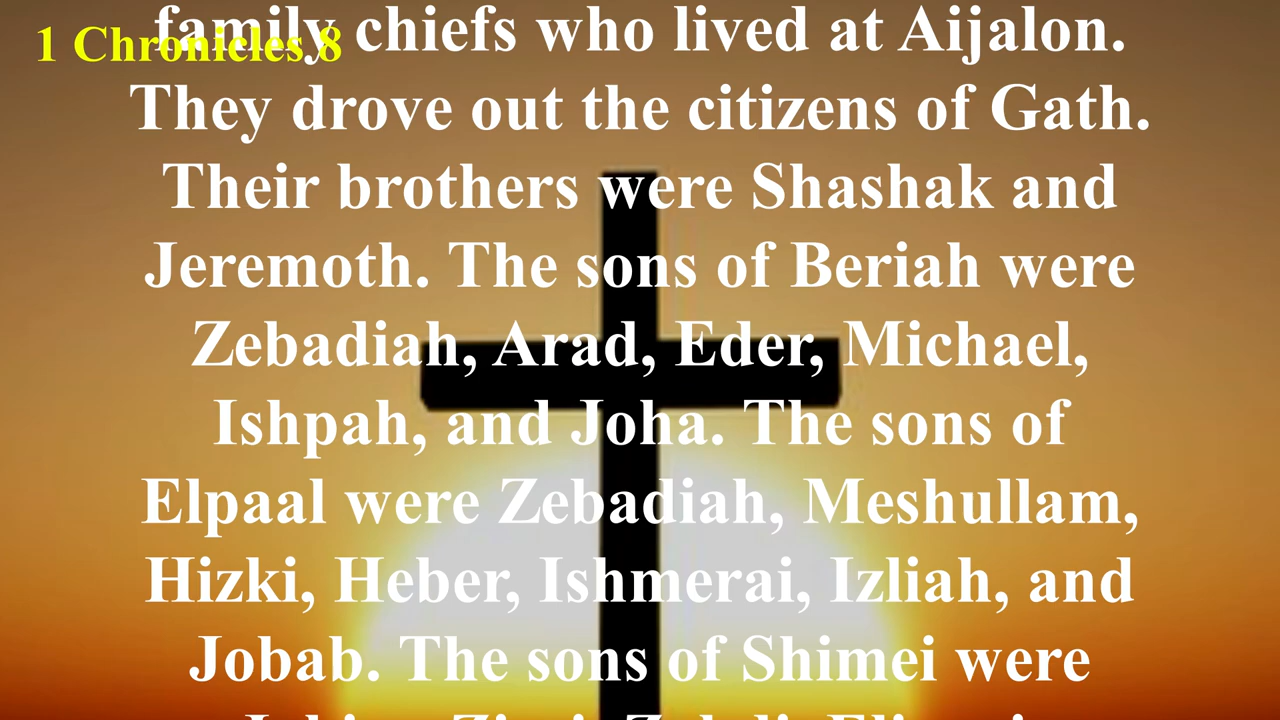 1 Chronicles 8
family chiefs who lived at Aijalon.
They drove out the citizens of Gath.
Their brothers were Shashak and
Jeremoth. The sons of Beriah were
Zebadiah, Arad, Eder, Michael,
Ishpah, and Joha. The sons of
Elpaal were Zebadiah, Meshullam,
Hizki, Heber, Ishmerai, Izliah, and
Jobab. The sons of Shimei were